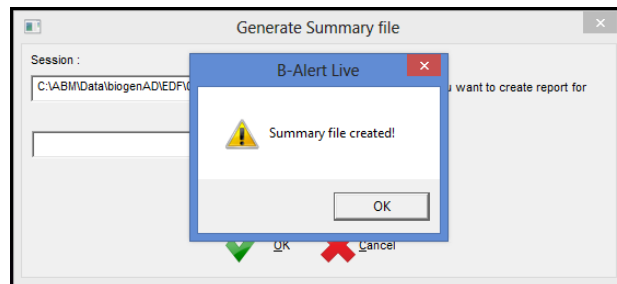 Generate Summary file
Session :
B-Alert Live
C:\ABM\Data\biogenAD\EDF\
want to create report for
Summary file created!
OK
OK Cancel